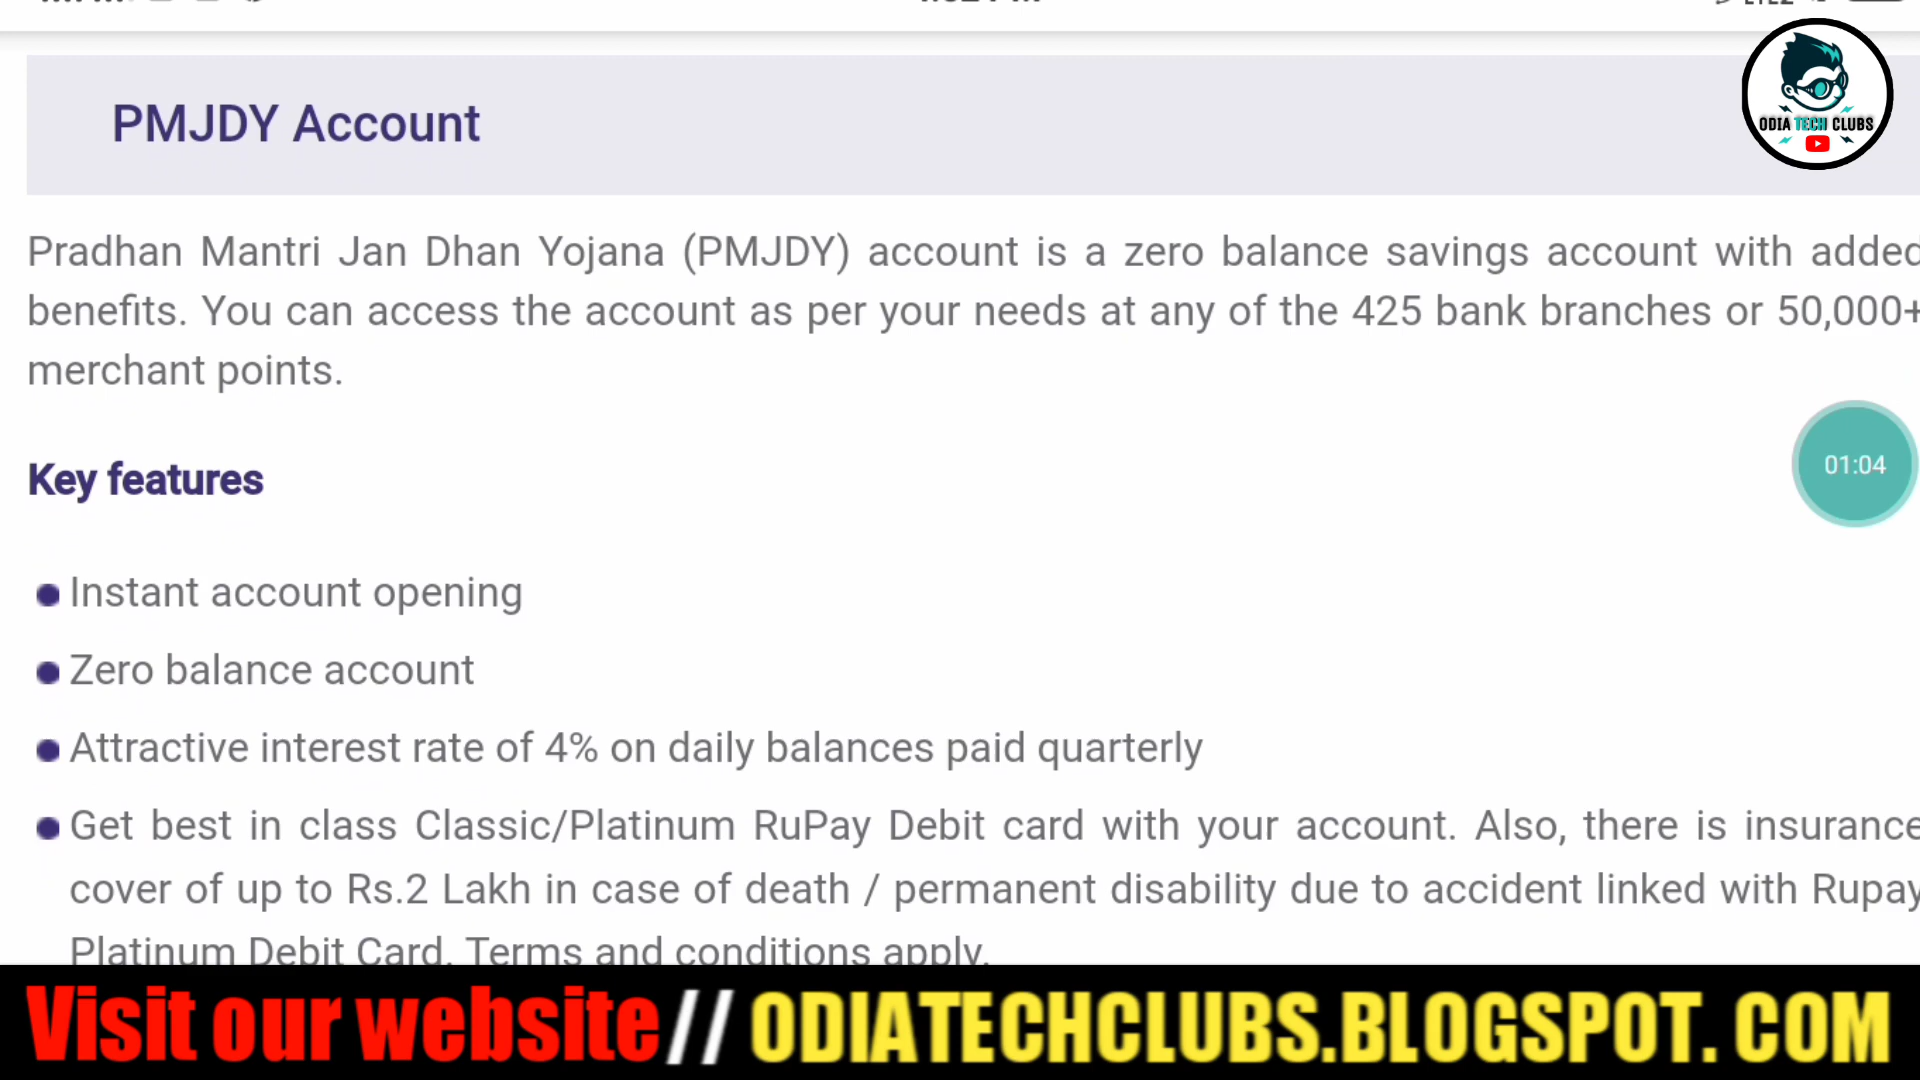 PMJDY Account
ODIA TECH CLUBS
Pradhan Mantri Jan Dhan Yojana (PMJDY) account is a zero balance savings account with added
benefits. You can access the account as per your needs at any of the 425 bank branches or 50,000+
merchant points.
01:04
Key features
Instant account opening
Zero balance account
Attractive interest rate of 4% on daily balances paid quarterly
Get best in class Classic/Platinum RuPay Debit card with your account. Also, there is insurance
cover of up to Rs.2 Lakh in case of death / permanent disability due to accident linked with Rupay
Platinum Debit Card. Terms and conditions apply.
Visit our website// ODIATECHCLUBS.BLOGSPOT. COM